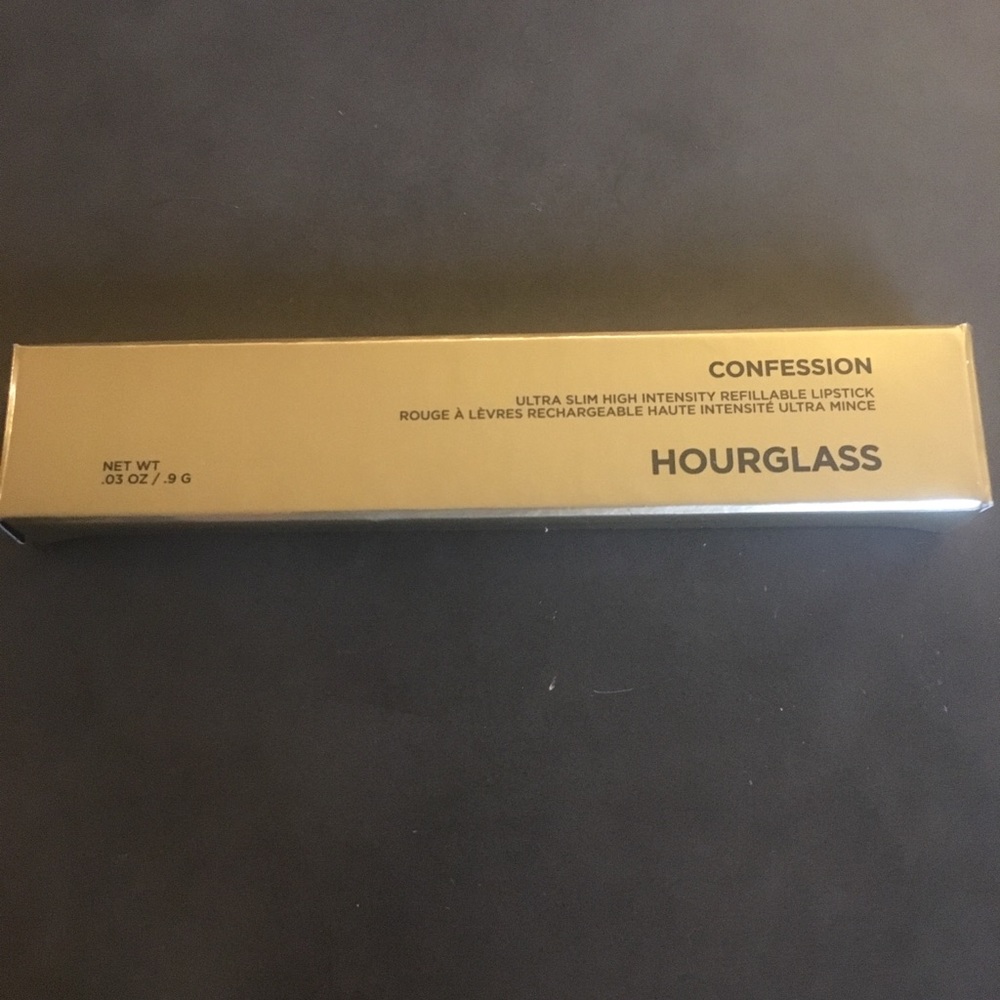 CONFESSION
ULTRA SLIM HIGH INTENSITY REFILLABLE LIPSTICK
ROUGE À LÈVRES RECHARGEABLE HAUTE INTENSITÉ ULTRA MINCE
HOURGLASS
NET WT
.03 OZ / .9 G